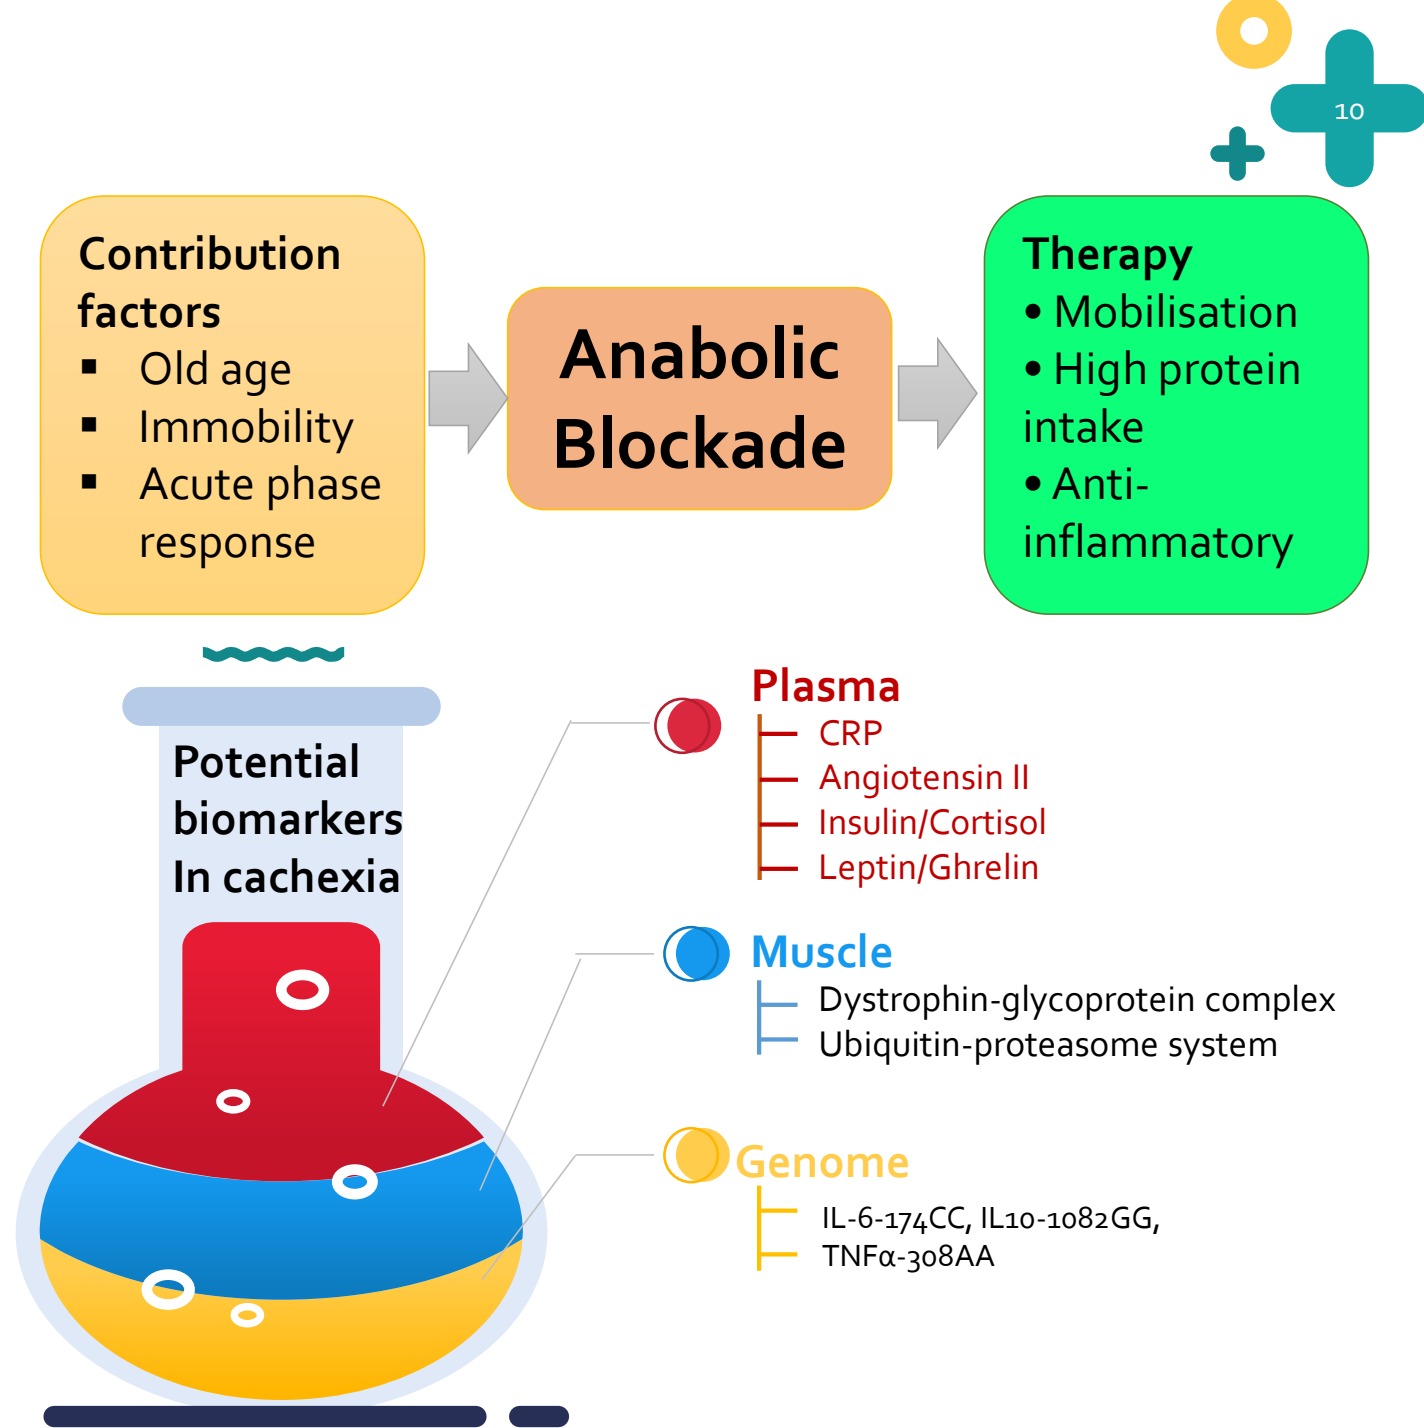 10
Contribution
factors
▪ Old age
▪ Immobility
▪ Acute phase
response
Anabolic
Blockade
Therapy
• Mobilisation
• High protein
intake
• Anti-
inflammatory
Potential
biomarkers
In cachexia
Plasma
CRP
Angiotensin II
Insulin/Cortisol
Leptin/Ghrelin
Muscle
Dystrophin-glycoprotein complex
Ubiquitin-proteasome system
Genome
IL-6-174CC, IL10-1082GG,
TNFα-308AA